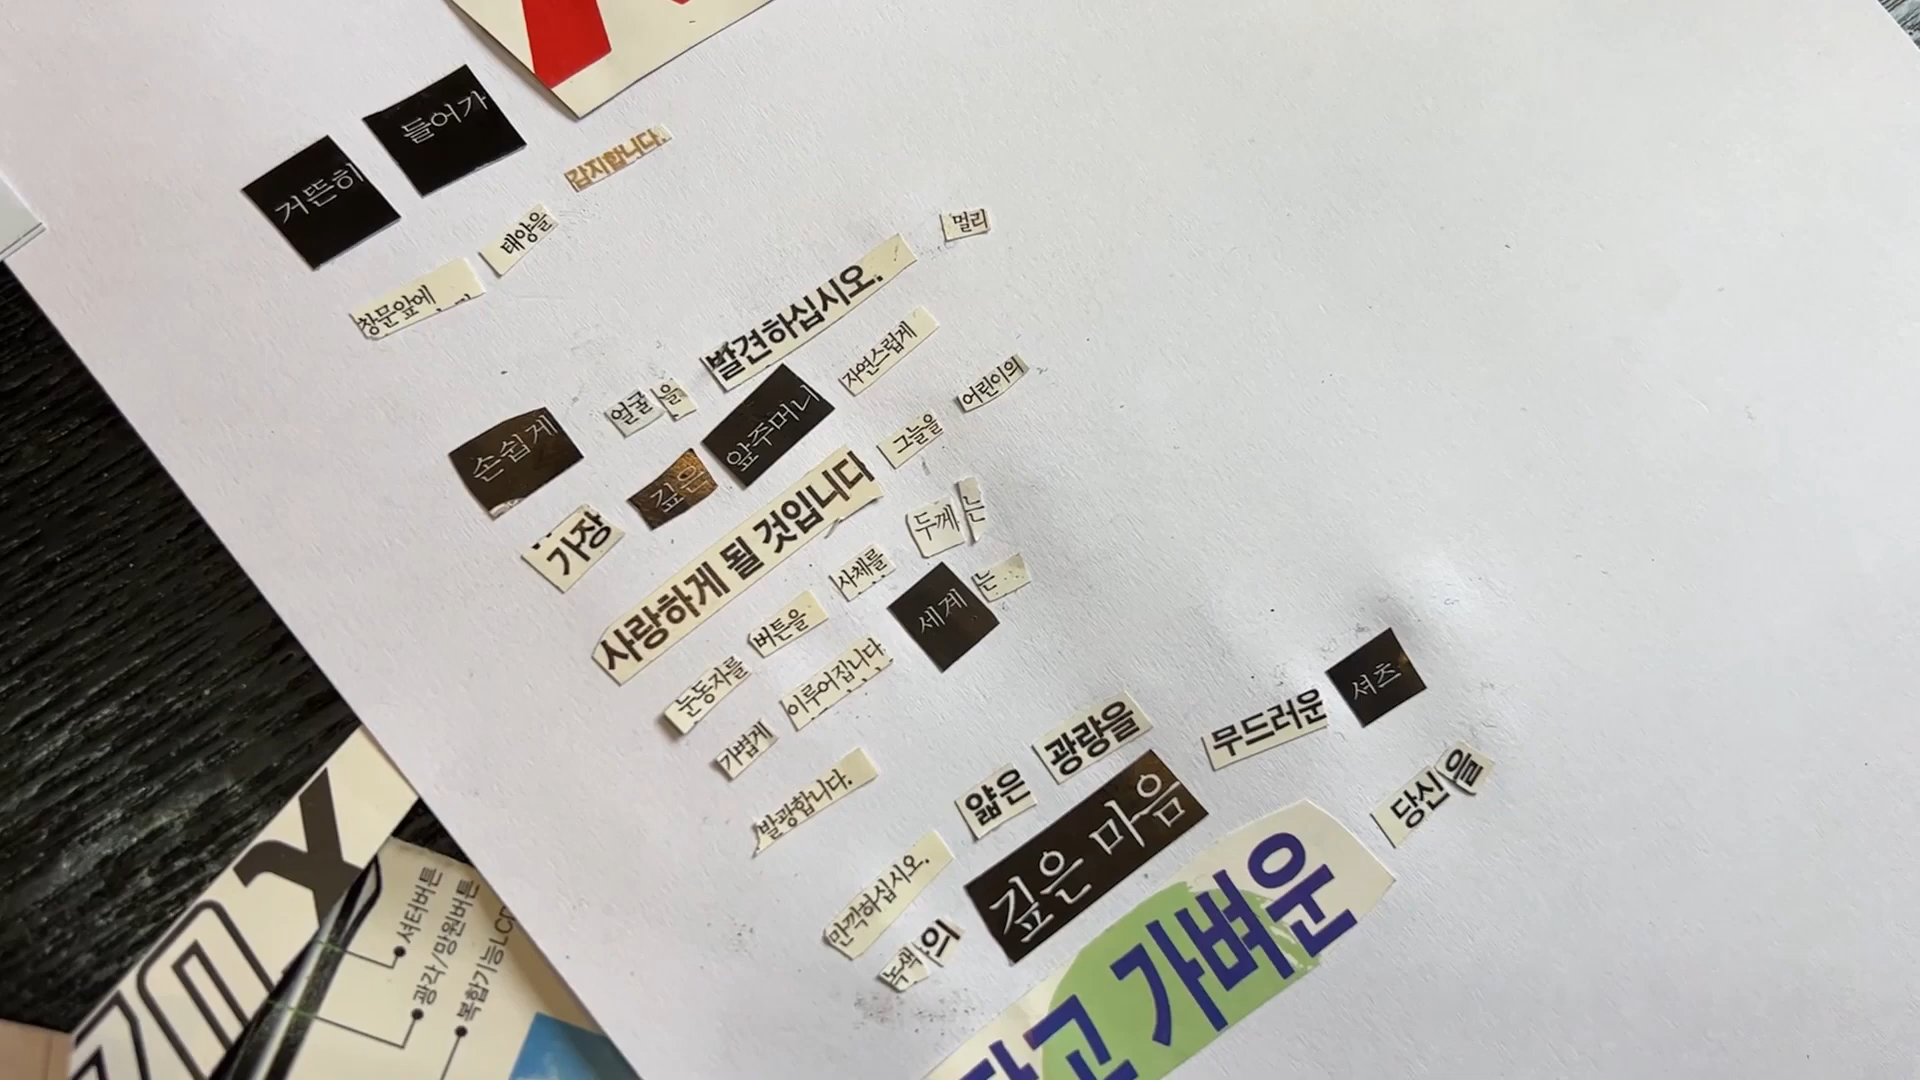 거뜬히 들어가
창문앞에 태양을 감지합니다.
손쉽게 얼굴을 발견하십시오. 멀리
가장 깊은 앞주머니 자연스럽게
사랑하게 될 것입니다 그늘을 어린이의
눈동자를 버튼을 사체를 두께는
가볍게 이루어집니다 세계는
발광합니다. 얇은 광량을 무드러운 셔츠
만끽하십시오. 깊은 마음 당신을
녹색의
고 가벼운
셔터버튼
광각/망원버튼
복합기능LCD